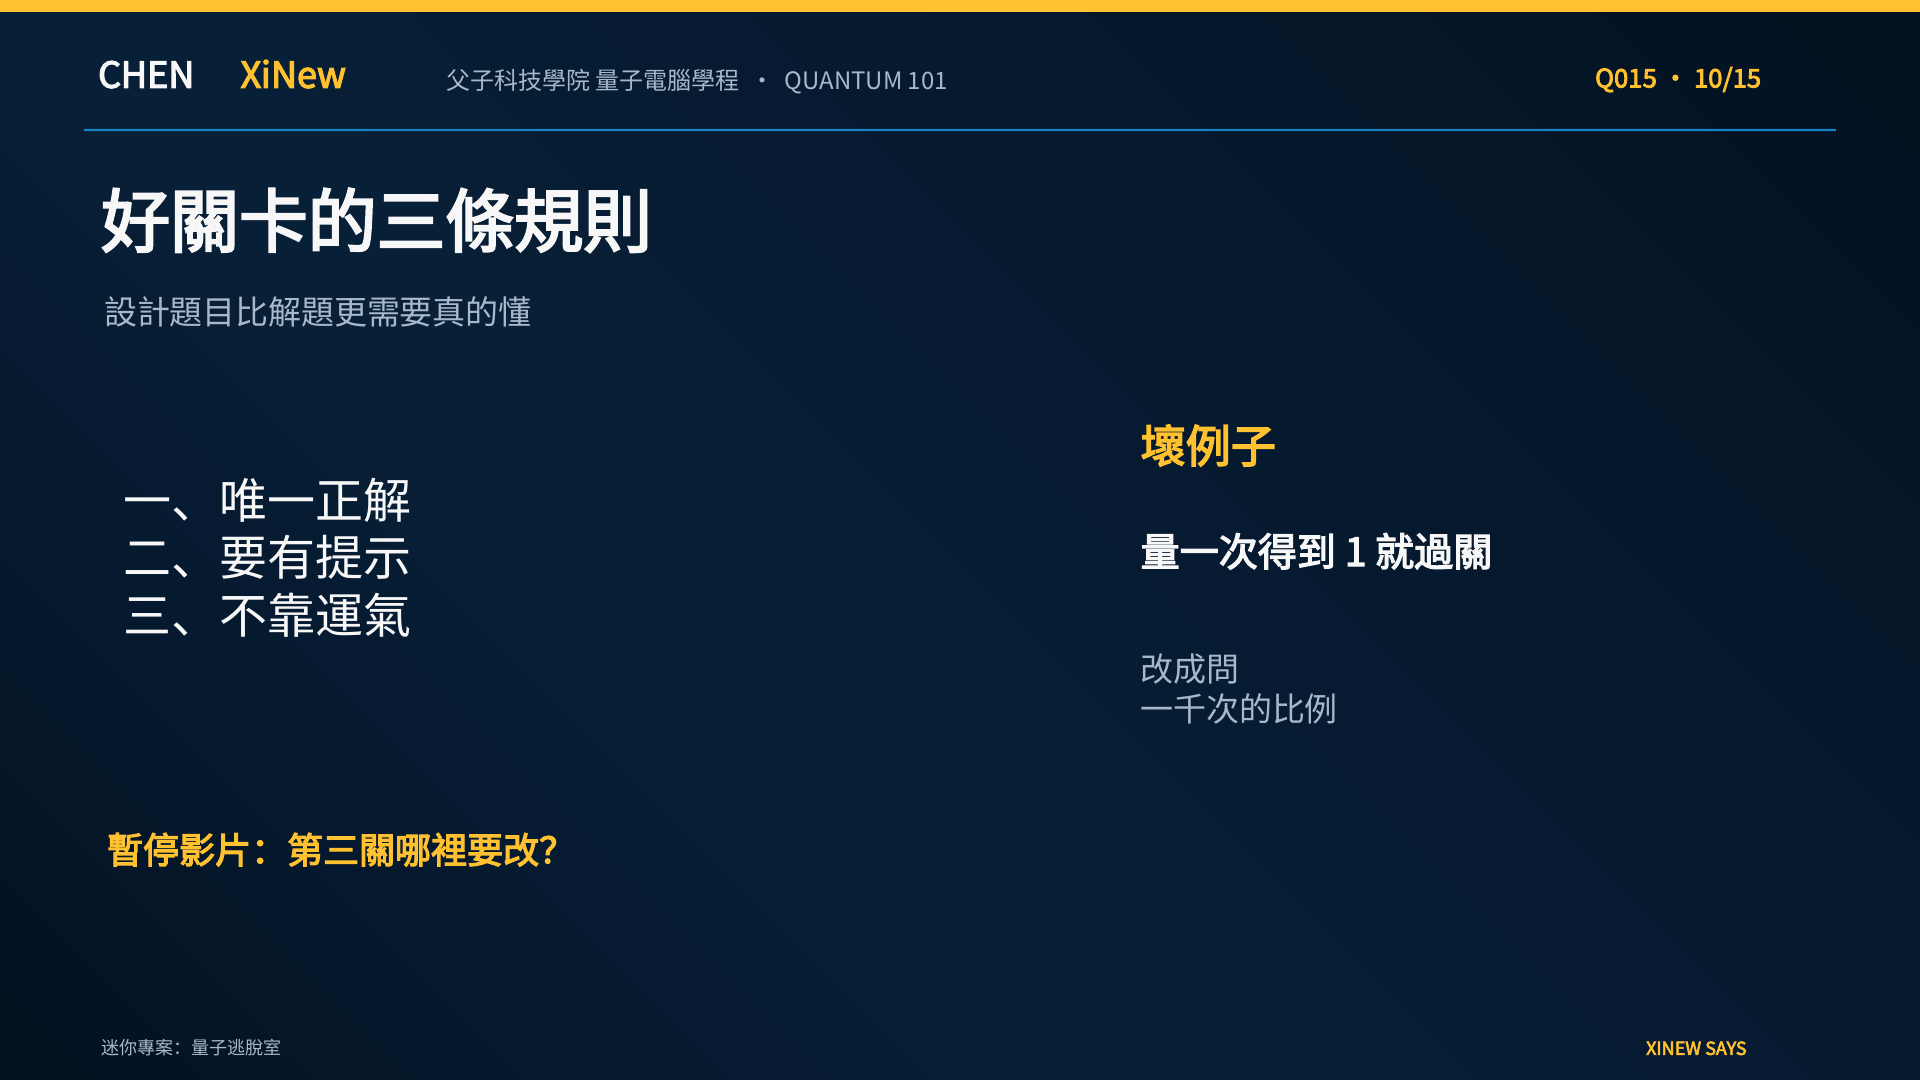 CHEN XiNew 父子科技學院 量子電腦學程 · QUANTUM 101 Q015 · 10/15
好關卡的三條規則
設計題目比解題更需要真的懂
一、唯一正解
二、要有提示
三、不靠運氣
壞例子
量一次得到 1 就過關
改成問
一千次的比例
暫停影片：第三關哪裡要改？
迷你專案：量子逃脫室
XINEW SAYS